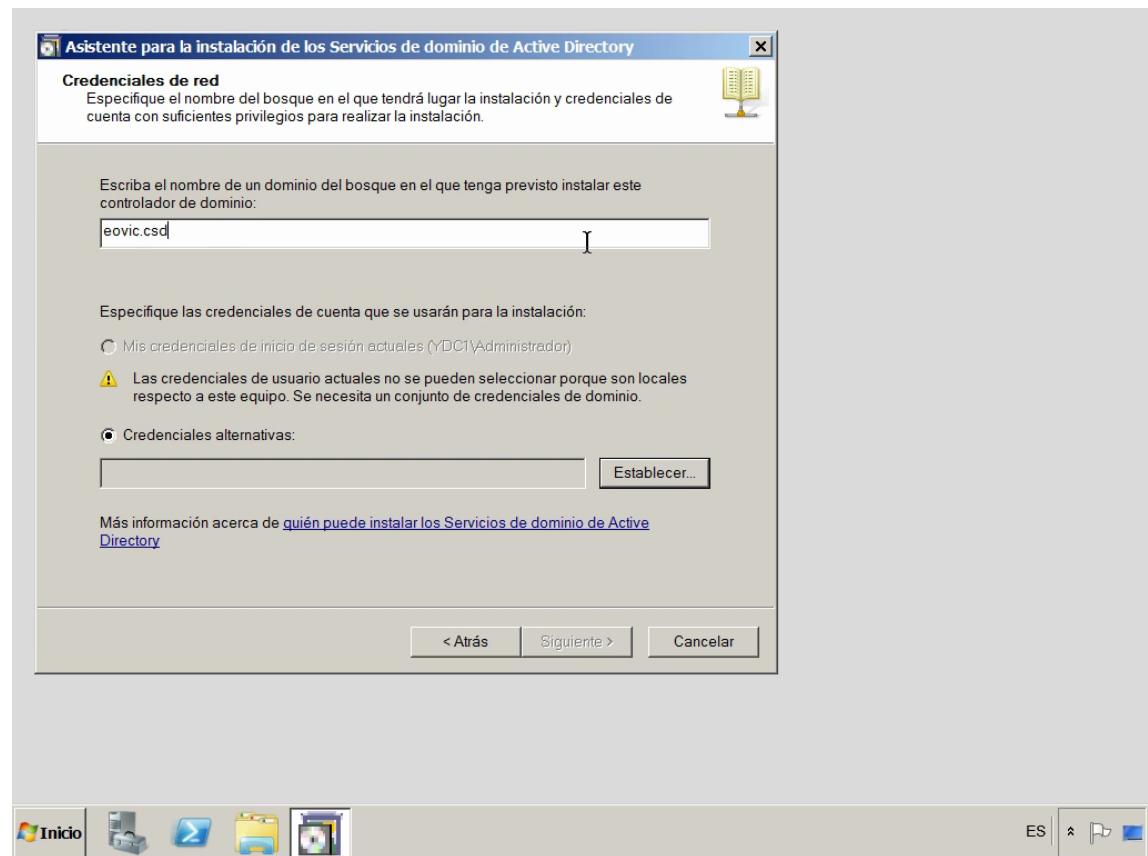 Asistente para la instalación de los Servicios de dominio de Active Directory
Credenciales de red
Especifique el nombre del bosque en el que tendrá lugar la instalación y credenciales de
cuenta con suficientes privilegios para realizar la instalación.
Escriba el nombre de un dominio del bosque en el que tenga previsto instalar este
controlador de dominio:
eovic.csd
Especifique las credenciales de cuenta que se usarán para la instalación:
Mis credenciales de inicio de sesión actuales (YDC1\Administrador)
Las credenciales de usuario actuales no se pueden seleccionar porque son locales
respecto a este equipo. Se necesita un conjunto de credenciales de dominio.
Credenciales alternativas:
Establecer...
Más información acerca de quién puede instalar los Servicios de dominio de Active
Directory
< Atrás Siguiente > Cancelar
Inicio ES